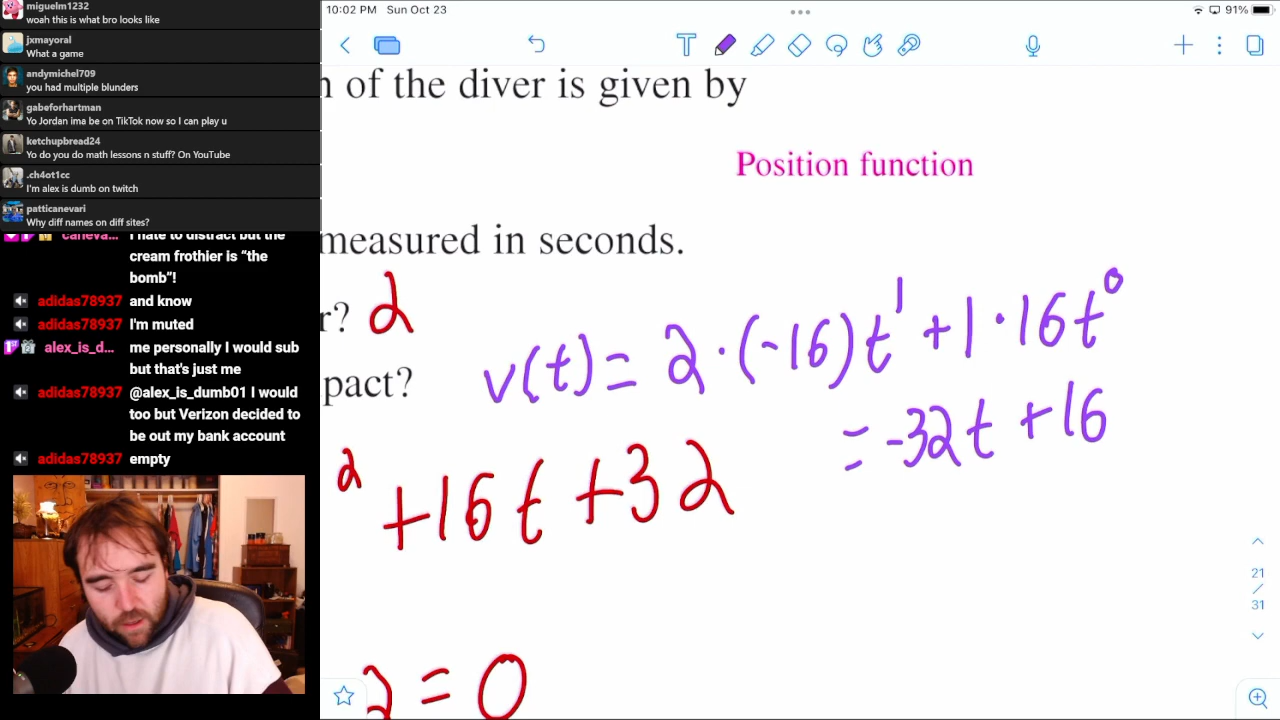 miguelm1232
woah this is what bro looks like
jxmayoral
What a game
andymichel709
you had multiple blunders
gabeforhartman
Yo Jordan ima be on TikTok now so I can play u
ketchupbread24
Yo do you do math lessons n stuff? On YouTube
.ch4ot1cc
I'm alex is dumb on twitch
patticanevari
Why diff names on diff sites?
caneva... I hate to distract but the
cream frothier is “the
bomb”!
adidas78937 and know
adidas78937 I'm muted
alex_is_d... me personally I would sub
but that's just me
adidas78937 @alex_is_dumb01 I would
too but Verizon decided to
be out my bank account
adidas78937 empty
10:02 PM Sun Oct 23
91%
n of the diver is given by
Position function
measured in seconds.
r? 2
pact?
v(t) = 2·(-16)t¹ + 1·16t⁰
= -32t + 16
² +16t +32
2 = 0
21
/
31